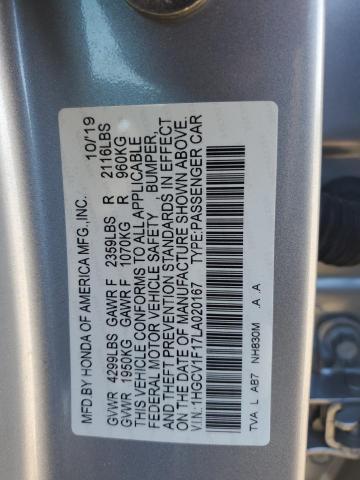 MFD.BY HONDA OF AMERICA MFG.,INC. 10/19
GVWR 4299LBS GAWR F 2359LBS R 2116LBS
GVWR 1950KG GAWR F 1070KG R 960KG
THIS VEHICLE CONFORMS TO ALL APPLICABLE
FEDERAL MOTOR VEHICLE SAFETY , BUMPER,
AND THEFT PREVENTION STANDARDS IN EFFECT
ON THE DATE OF MANUFACTURE SHOWN ABOVE.
V.I.N:1HGCV1F17LA020167 TYPE:PASSENGER CAR
TVA L AB7 NH830M A A